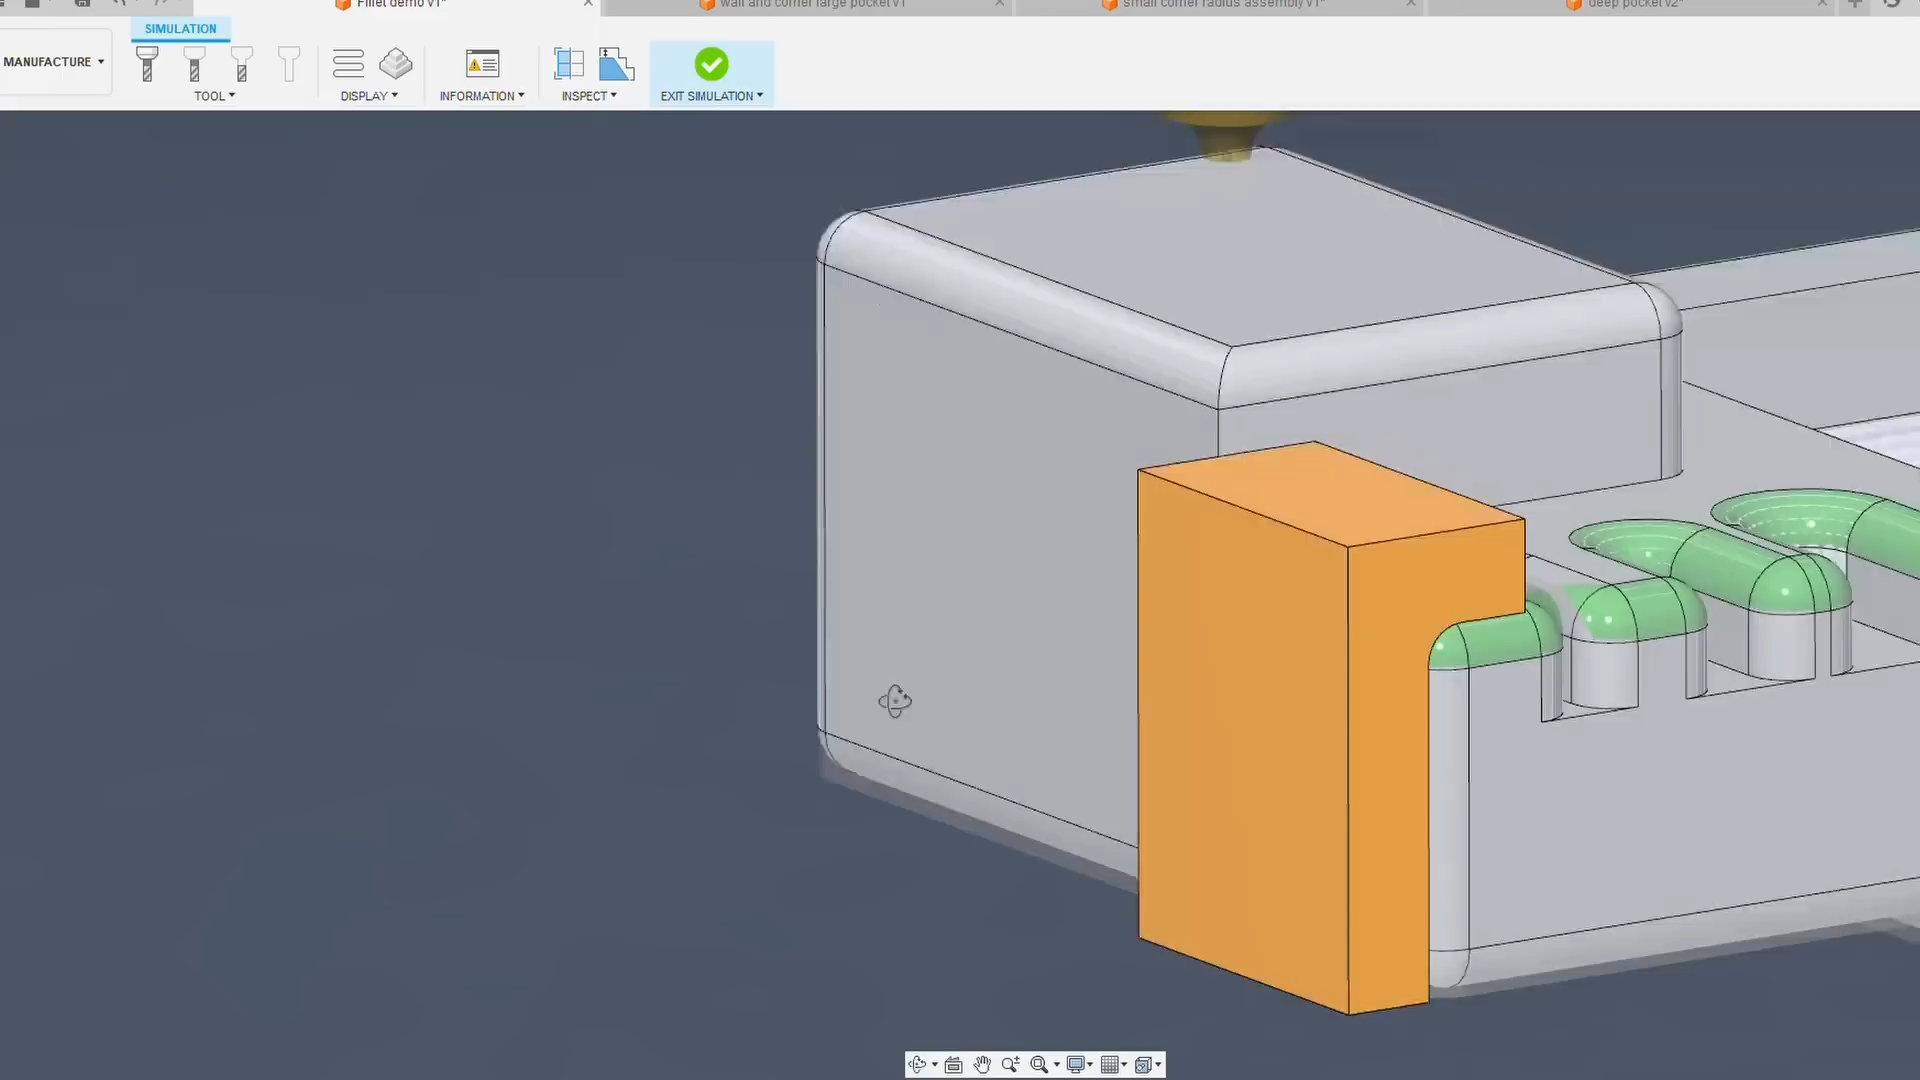 Fillet demo v1*
wall and corner large pocket v1
small corner radius assembly v1*
deep pocket v2*
SIMULATION
MANUFACTURE
TOOL
DISPLAY
INFORMATION
INSPECT
EXIT SIMULATION